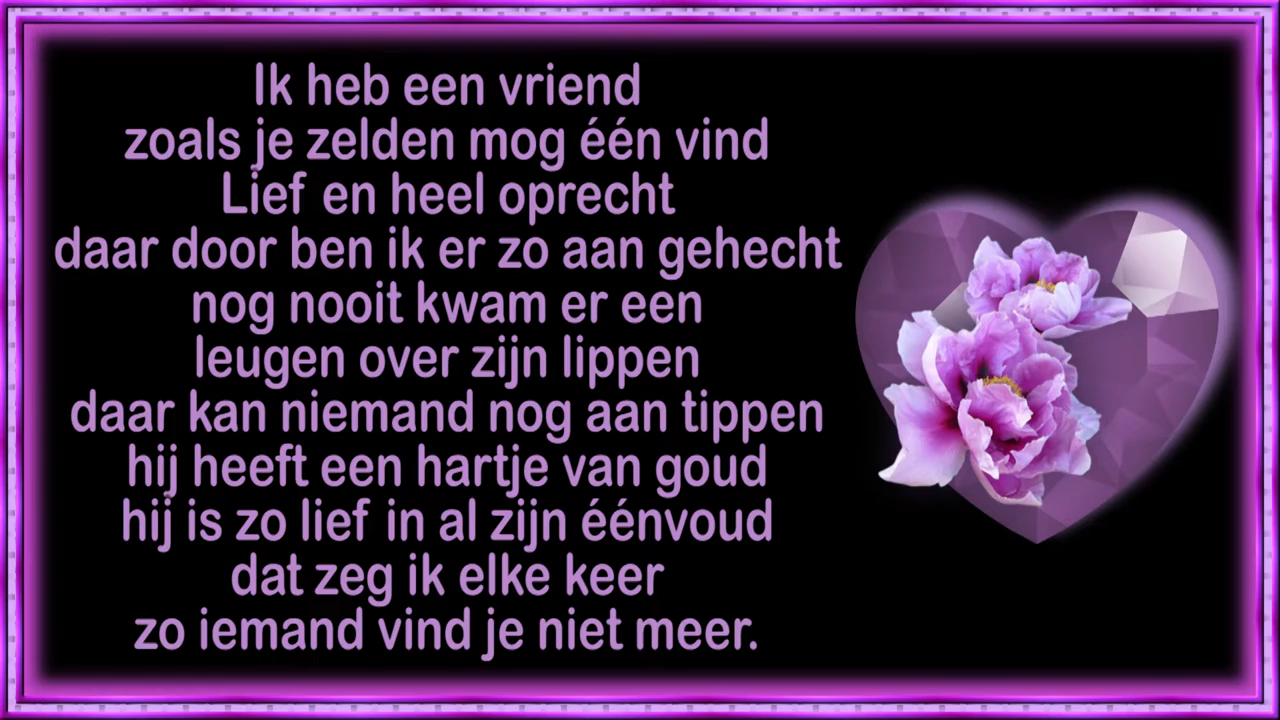 Ik heb een vriend
zoals je zelden mog één vind
Lief en heel oprecht
daar door ben ik er zo aan gehecht
nog nooit kwam er een
leugen over zijn lippen
daar kan niemand nog aan tippen
hij heeft een hartje van goud
hij is zo lief in al zijn éénvoud
dat zeg ik elke keer
zo iemand vind je niet meer.